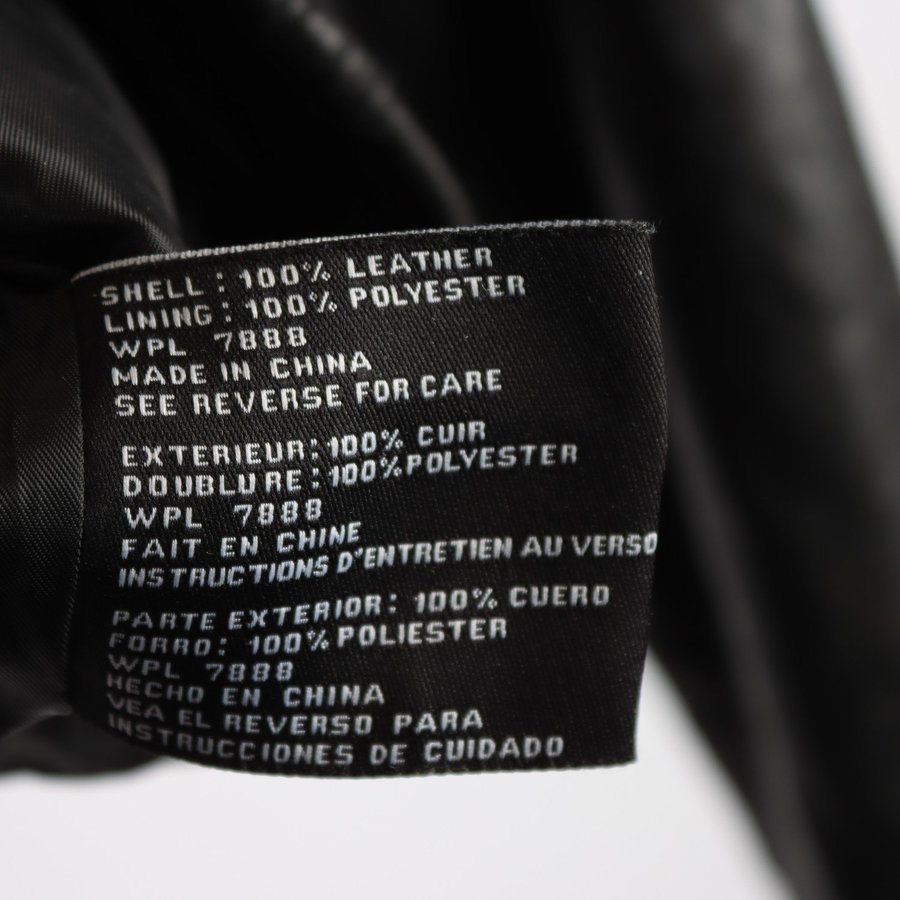 SHELL: 100% LEATHER
LINING: 100% POLYESTER
WPL 7888
MADE IN CHINA
SEE REVERSE FOR CARE
EXTERIEUR: 100% CUIR
DOUBLURE: 100% POLYESTER
WPL 7888
FAIT EN CHINE
INSTRUCTIONS D'ENTRETIEN AU VERSO
PARTE EXTERIOR: 100% CUERO
FORRO: 100% POLIESTER
WPL 7888
HECHO EN CHINA
VEA EL REVERSO PARA
INSTRUCCIONES DE CUIDADO